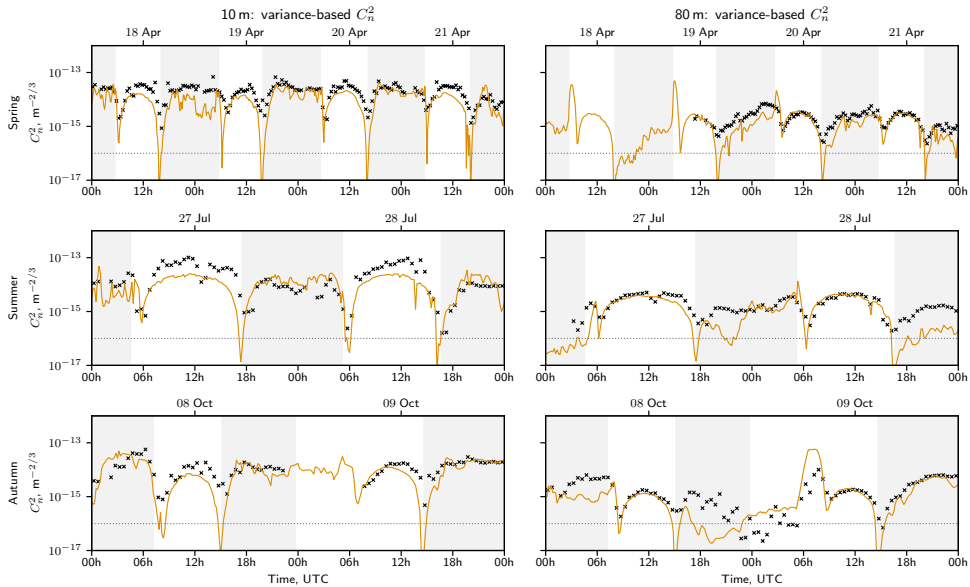 10 m: variance-based $C_n^2$
80 m: variance-based $C_n^2$
18 Apr 19 Apr 20 Apr 21 Apr
18 Apr 19 Apr 20 Apr 21 Apr
Spring
$C_n^2$, m$^{-2/3}$
10$^{-13}$
10$^{-15}$
10$^{-17}$
00h 12h 00h 12h 00h 12h 00h 12h 00h
00h 12h 00h 12h 00h 12h 00h 12h 00h
27 Jul 28 Jul
27 Jul 28 Jul
Summer
$C_n^2$, m$^{-2/3}$
10$^{-13}$
10$^{-15}$
10$^{-17}$
00h 06h 12h 18h 00h 06h 12h 18h 00h
00h 06h 12h 18h 00h 06h 12h 18h 00h
08 Oct 09 Oct
08 Oct 09 Oct
Autumn
$C_n^2$, m$^{-2/3}$
10$^{-13}$
10$^{-15}$
10$^{-17}$
00h 06h 12h 18h 00h 06h 12h 18h 00h
00h 06h 12h 18h 00h 06h 12h 18h 00h
Time, UTC
Time, UTC